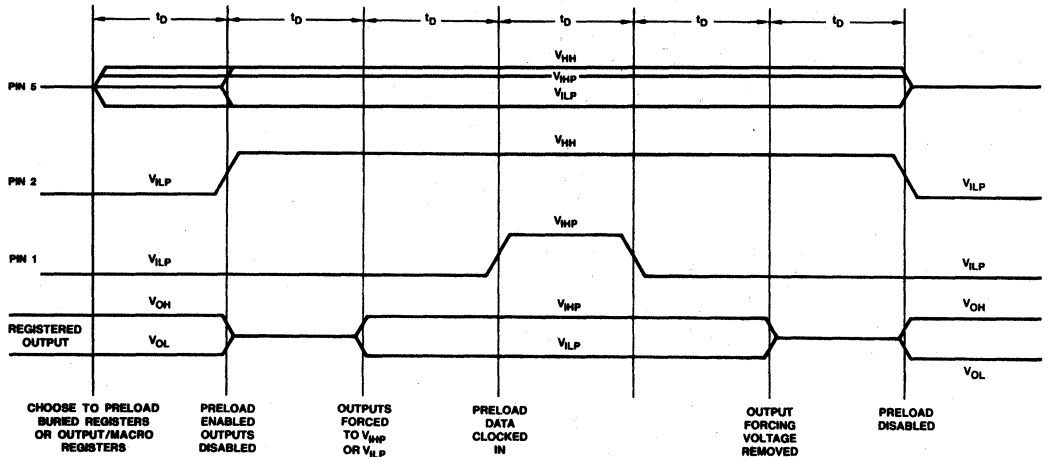 tD tD tD tD tD tD
VHH
PIN 5
VIHP
VILP
VHH
PIN 2
VILP
VILP
VIHP
PIN 1
VILP
VILP
VOH
VIHP
VOH
REGISTERED
OUTPUT
VOL
VILP
VOL
CHOOSE TO PRELOAD
BURIED REGISTERS
OR OUTPUT/MACRO
REGISTERS
PRELOAD
ENABLED
OUTPUTS
DISABLED
OUTPUTS
FORCED
TO VIHP
OR VILP
PRELOAD
DATA
CLOCKED
IN
OUTPUT
FORCING
VOLTAGE
REMOVED
PRELOAD
DISABLED